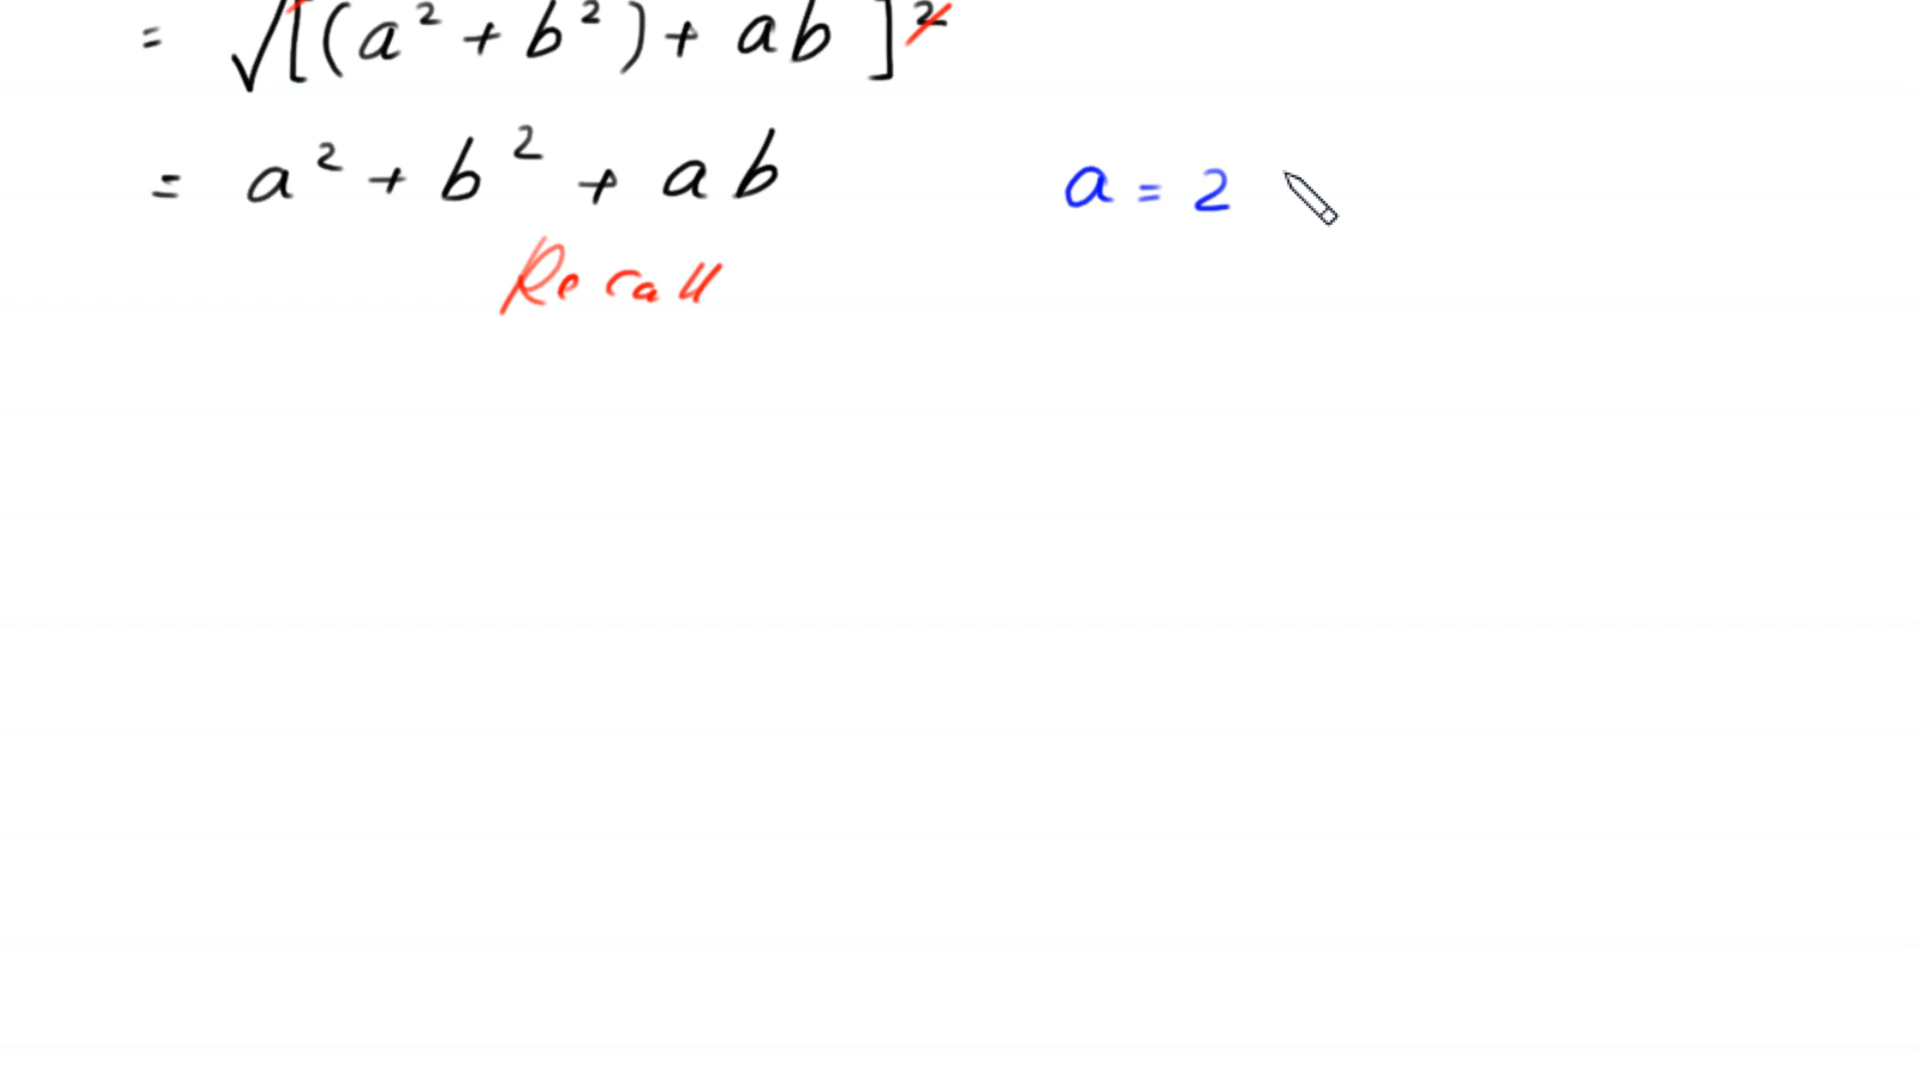 = √[(a² + b²) + ab]²
= a² + b² + ab a = 2
Recall